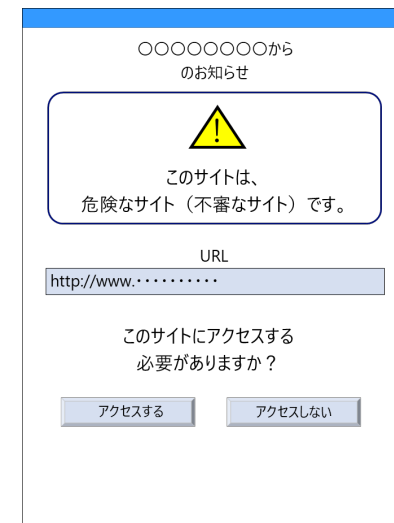 ○○○○○○○○から
のお知らせ
!
このサイトは、
危険なサイト（不審なサイト）です。
URL
http://www.･･････････
このサイトにアクセスする
必要がありますか？
アクセスする
アクセスしない